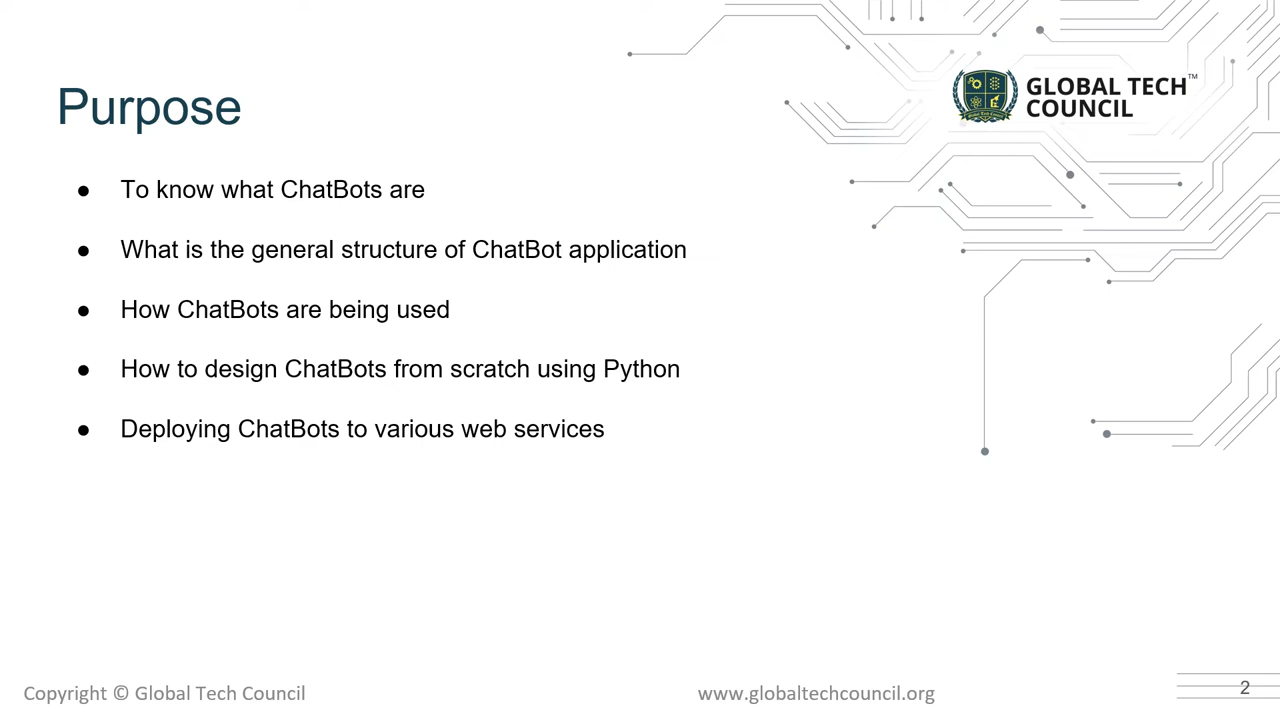 GLOBAL TECH™
COUNCIL
Purpose
● To know what ChatBots are
● What is the general structure of ChatBot application
● How ChatBots are being used
● How to design ChatBots from scratch using Python
● Deploying ChatBots to various web services
Copyright © Global Tech Council
www.globaltechcouncil.org
2